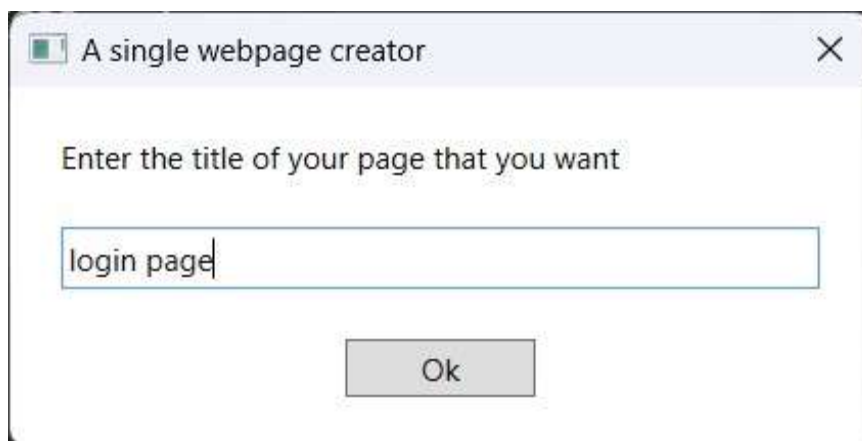 A single webpage creator
Enter the title of your page that you want
login page
Ok